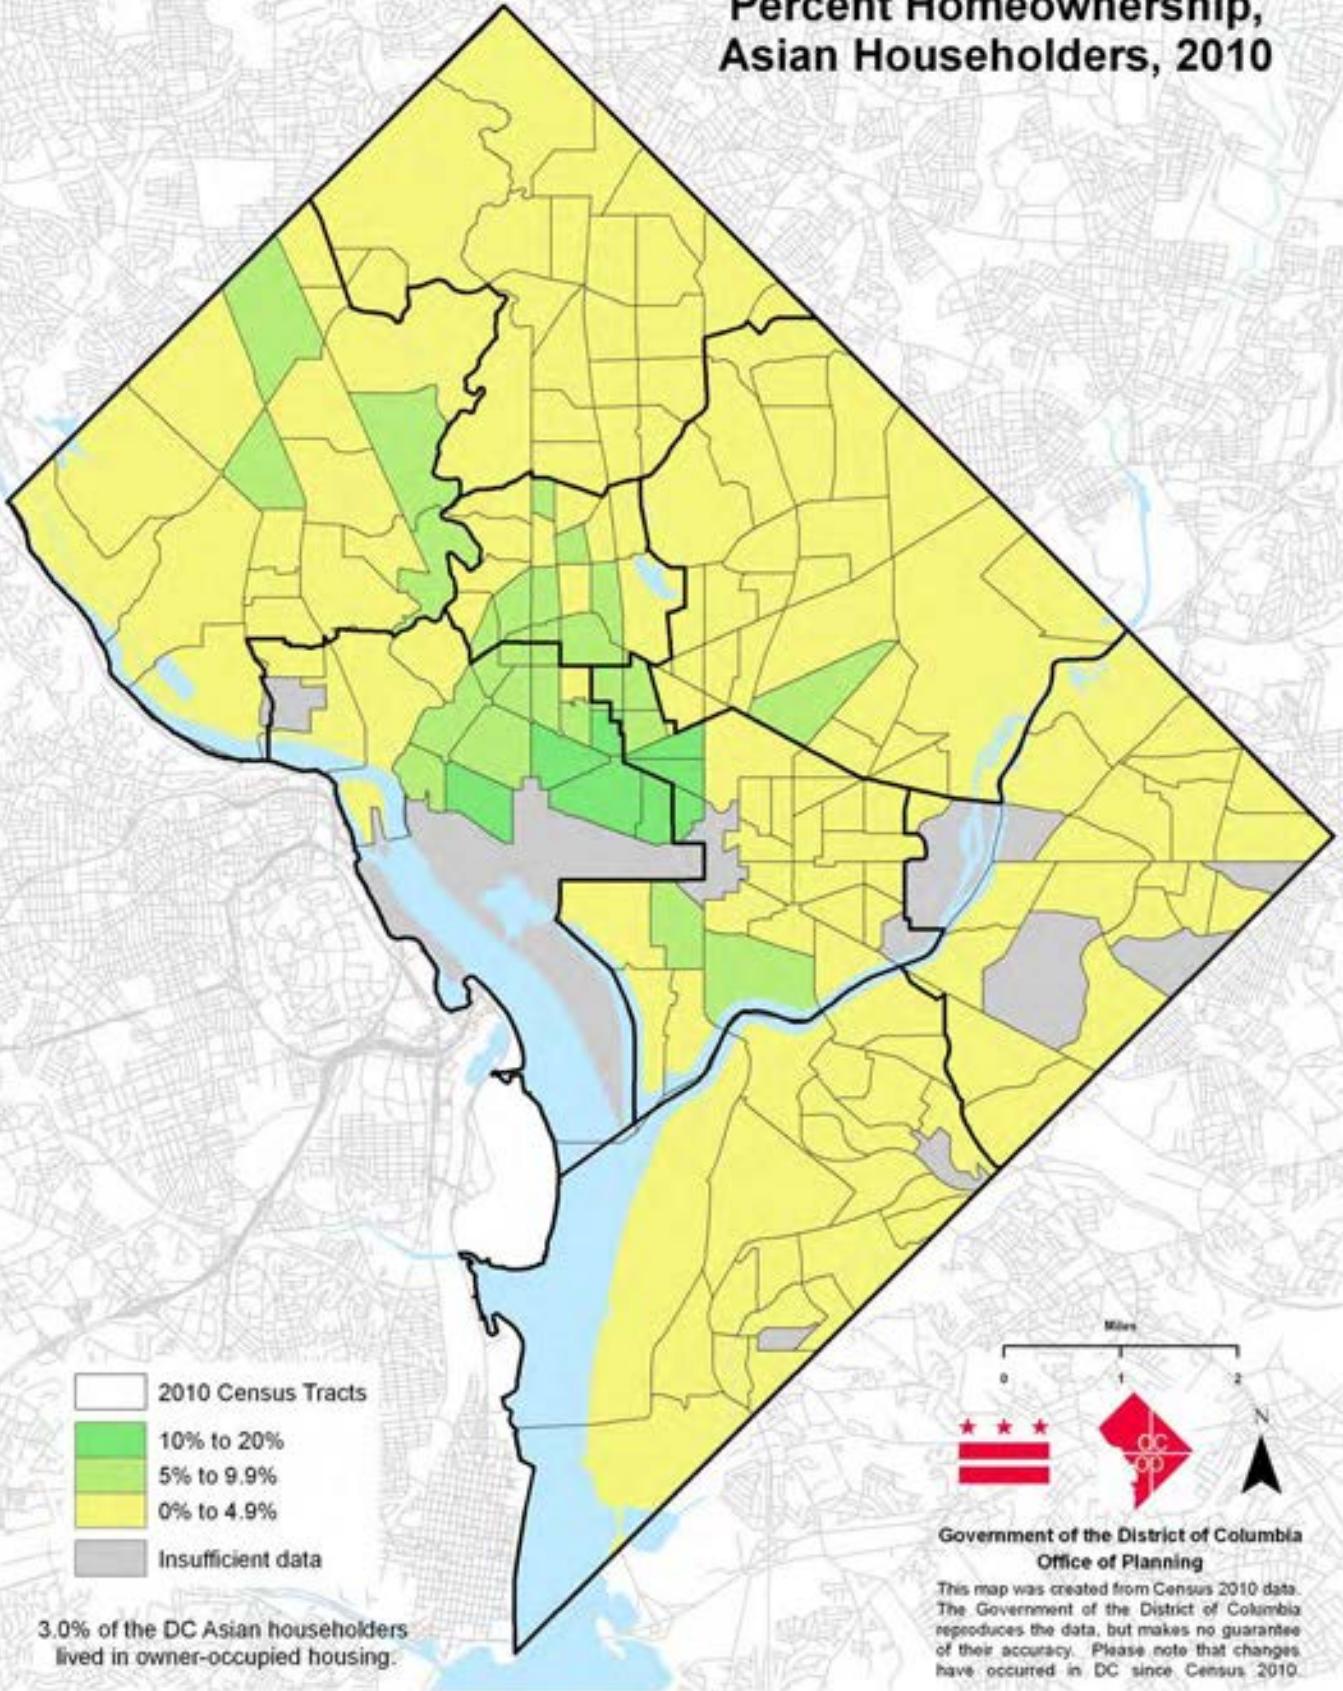 Percent Homeownership,
Asian Householders, 2010
2010 Census Tracts
10% to 20%
5% to 9.9%
0% to 4.9%
Insufficient data
3.0% of the DC Asian householders
lived in owner-occupied housing.
Miles
0 1 2
dc
op
N
Government of the District of Columbia
Office of Planning
This map was created from Census 2010 data.
The Government of the District of Columbia
reproduces the data, but makes no guarantee
of their accuracy. Please note that changes
have occurred in DC since Census 2010.